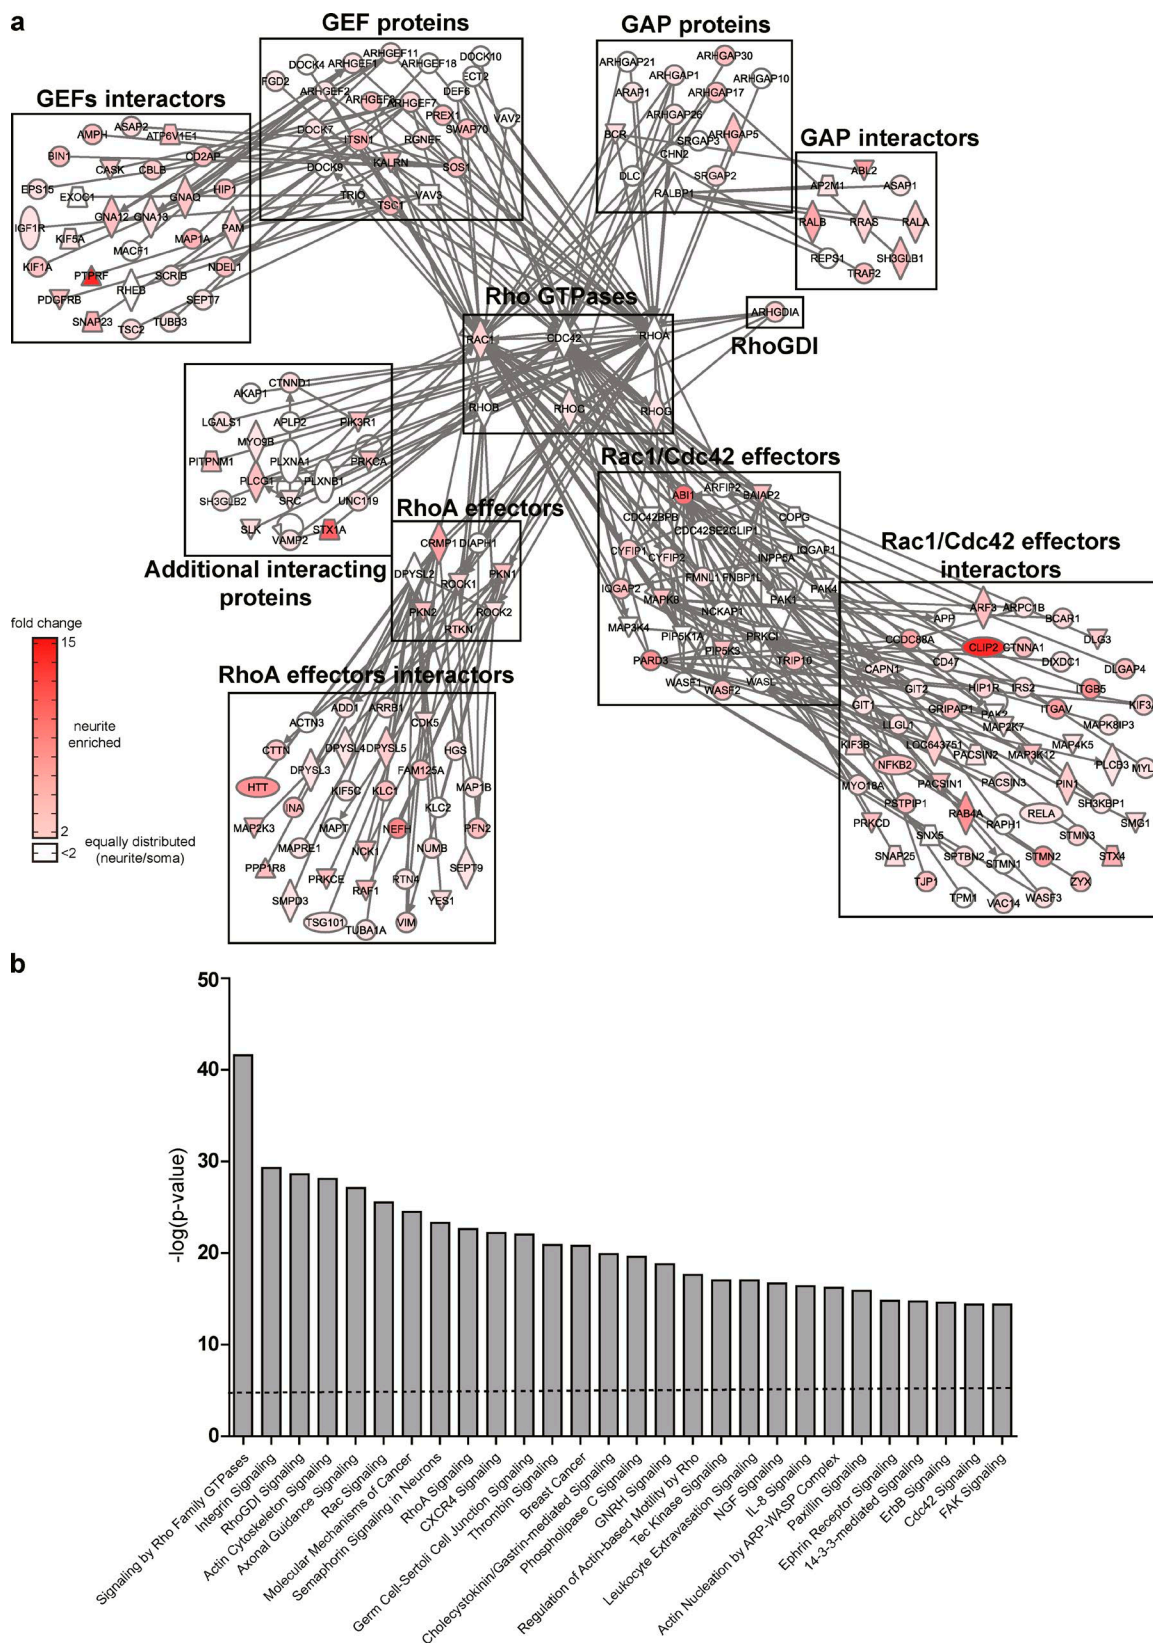 a
GEF proteins
GAP proteins
GEFs interactors
GAP interactors
DOCK4
ARHGEF1
ARHGEF11
ARHGEF18
DOCK10
FGD2
ECT2
ARHGEF2
ARHGEF7
DEF6
PREX1
VAV2
DOCK7
SWAP70
ITSN1
RGNEF
DOCK9
KALRN
SOS1
TRIO
VAV3
TSC1
ARHGAP21
ARHGAP30
ARHGAP1
ARHGAP10
ARAP1
ARHGAP17
ARHGAP26
BCR
ARHGAP5
SRGAP3
CHN2
DLC
SRGAP2
RALBP1
ABL2
AP2M1
ASAP1
RALB
RRAS
RALA
REPS1
SH3GLB1
TRAF2
AMPH
ASAP2
ATP6V1E1
BIN1
CASK
CBLB
CD2AP
EPS15
EXOC1
GNAQ
HIP1
IGF1R
GNA12
GNA13
KIF5A
PAM
MACF1
MAP1A
KIF1A
PTPRF
SCRIB
NDEL1
PDGFRB
RHEB
SEPT7
SNAP23
TSC2
TUBB3
Rho GTPases
RAC1
CDC42
RHOA
RHOB
RHOC
RHOG
ARHGDIA
RhoGDI
AKAP1
CTNND1
LGALS1
APLP2
PIK3R1
MYO9B
PITPNM1
PLXNA1
PRKCA
PLCG1
PLXNB1
SH3GLB2
SRC
UNC119
SLK
VAMP2
STX1A
Additional interacting
proteins
RhoA effectors
CRMP1
DIAPH1
DPYSL2
ROCK1
PKN1
PKN2
ROCK2
RTKN
Rac1/Cdc42 effectors
ABI1
ARFIP2
BAIAP2
CDC42BPB
CDC42SE2
CLIP1
COPG
CYFIP1
CYFIP2
INPP5A
IQGAP1
IQGAP2
FMNL1
FNBP1L
MAPK8
PAK1
PAK4
NCKAP1
MAP3K4
PIP5K1A
PRKCI
PIP5K3
PARD3
TRIP10
WASF1
WASF2
WASL
Rac1/Cdc42 effectors
interactors
APP
ARF3
ARPC1B
BCAR1
CCDC88A
CLIP2
CTNNA1
DLG3
CAPN1
CD47
DIXDC1
DLGAP4
GIT2
HIP1R
IRS2
ITGB5
GIT1
GRIPAP1
PAK2
ITGAV
LLGL1
MAP2K7
MAPK8IP3
KIF3B
LOC643751
PACSIN2
MAP3K12
MAP4K5
NFKB2
PLCB3
MYO18A
PACSIN1
PACSIN3
PIN1
PSTPIP1
RAB4A
RELA
SH3KBP1
PRKCD
SNX5
RAPH1
STMN3
SMG1
SNAP25
SPTBN2
STMN1
STMN2
STX4
TJP1
TPM1
VAC14
WASF3
ZYX
RhoA effectors interactors
ACTN3
ADD1
ARRB1
CDK5
CTTN
DPYSL4
DPYSL5
HGS
DPYSL3
FAM125A
HTT
INA
KIF5C
KLC1
MAP1B
KLC2
MAP2K3
MAPT
NEFH
PFN2
MAPRE1
NCK1
NUMB
PPP1R8
PRKCE
RAF1
RTN4
SEPT9
SMPD3
YES1
TSG101
TUBA1A
VIM
fold change
15
neurite
enriched
2
<2
equally distributed
(neurite/soma)
b
-log(p-value)
50
40
30
20
10
0
Signaling by Rho Family GTPases
Integrin Signaling
RhoGDI Signaling
Actin Cytoskeleton Signaling
Axonal Guidance Signaling
Rac Signaling
Molecular Mechanisms of Cancer
Semaphorin Signaling in Neurons
RhoA Signaling
CXCR4 Signaling
Germ Cell-Sertoli Cell Junction Signaling
Thrombin Signaling
Breast Cancer
Cholecystokinin/Gastrin-mediated Signaling
Phospholipase C Signaling
GNRH Signaling
Regulation of Actin-based Motility by Rho
Tec Kinase Signaling
Leukocyte Extravasation Signaling
NGF Signaling
IL-8 Signaling
Actin Nucleation by ARP-WASP Complex
Paxillin Signaling
Ephrin Receptor Signaling
14-3-3-mediated Signaling
ErbB Signaling
Cdc42 Signaling
FAK Signaling